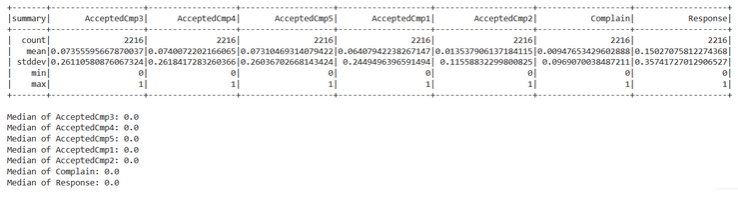 +-------+-------------------+-------------------+-------------------+-------------------+-------------------+-------------------+-------------------+
|summary| AcceptedCmp3| AcceptedCmp4| AcceptedCmp5| AcceptedCmp1| AcceptedCmp2| Complain| Response|
+-------+-------------------+-------------------+-------------------+-------------------+-------------------+-------------------+-------------------+
| count| 2216| 2216| 2216| 2216| 2216| 2216| 2216|
| mean|0.07355595667870037|0.0740072202166065|0.07310469314079422|0.06407942238267147|0.01353790613718411 5|0.00947653429602888|0.15027075812274368|
| stddev|0.26110580876067324|0.2618417283260366|0.26036702668143424|0.2449496396591494|0.11558832299800825|0.0969070038487211|0.35741727012906527|
| min| 0| 0| 0| 0| 0| 0| 0|
| max| 1| 1| 1| 1| 1| 1| 1|
+-------+-------------------+-------------------+-------------------+-------------------+-------------------+-------------------+-------------------+
Median of AcceptedCmp3: 0.0
Median of AcceptedCmp4: 0.0
Median of AcceptedCmp5: 0.0
Median of AcceptedCmp1: 0.0
Median of AcceptedCmp2: 0.0
Median of Complain: 0.0
Median of Response: 0.0